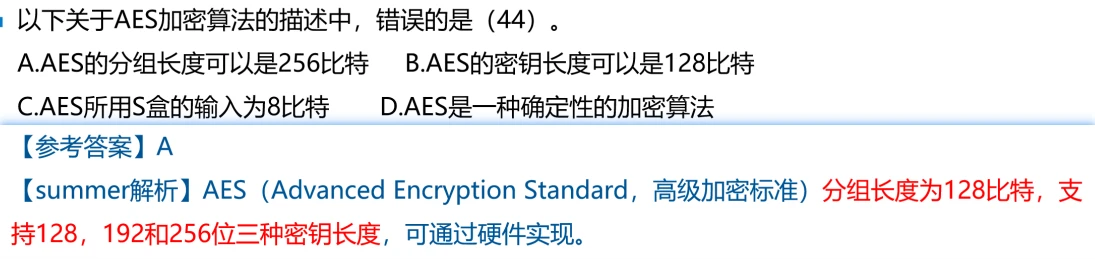 以下关于AES加密算法的描述中，错误的是（44）。
A.AES的分组长度可以是256比特 B.AES的密钥长度可以是128比特
C.AES所用S盒的输入为8比特 D.AES是一种确定性的加密算法
【参考答案】A
【summer解析】AES（Advanced Encryption Standard，高级加密标准）分组长度为128比特，支
持128，192和256位三种密钥长度，可通过硬件实现。